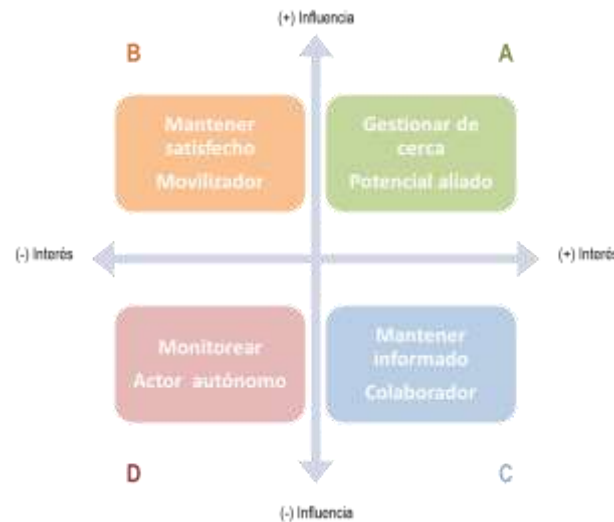 (+) Influencia
B
A
Mantener
satisfecho
Movilizador
Gestionar de
cerca
Potencial aliado
(-) Interés
(+) Interés
Monitorear
Actor autónomo
Mantener
informado
Colaborador
D
C
(-) Influencia